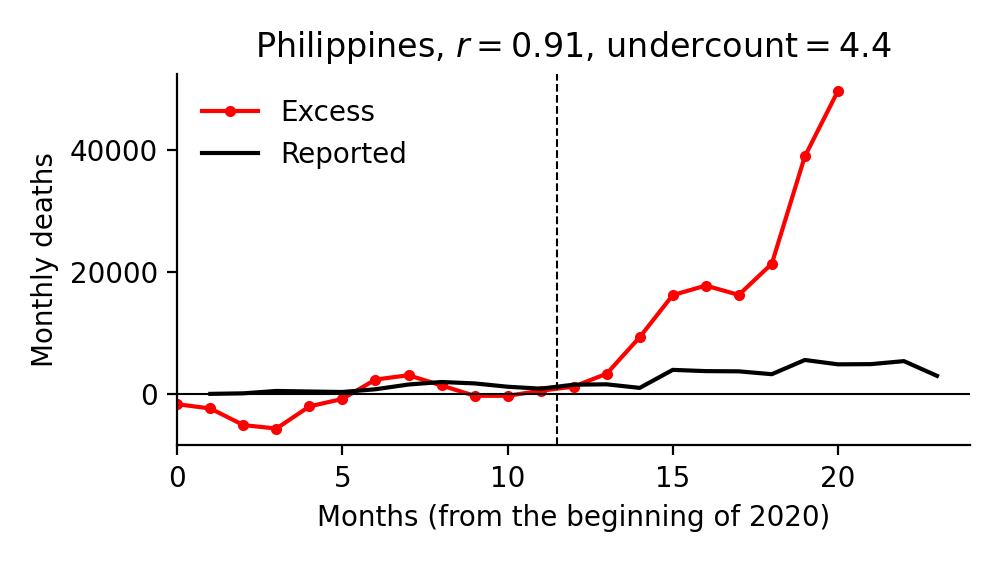 Philippines, r = 0.91, undercount = 4.4
Excess
Reported
Monthly deaths
40000
20000
0
0 5 10 15 20
Months (from the beginning of 2020)